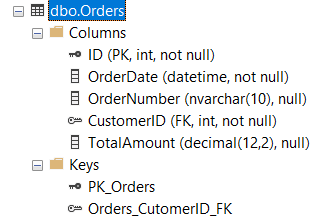 dbo.Orders
Columns
ID (PK, int, not null)
OrderDate (datetime, not null)
OrderNumber (nvarchar(10), null)
CustomerID (FK, int, not null)
TotalAmount (decimal(12,2), null)
Keys
PK_Orders
Orders_CutomerID_FK